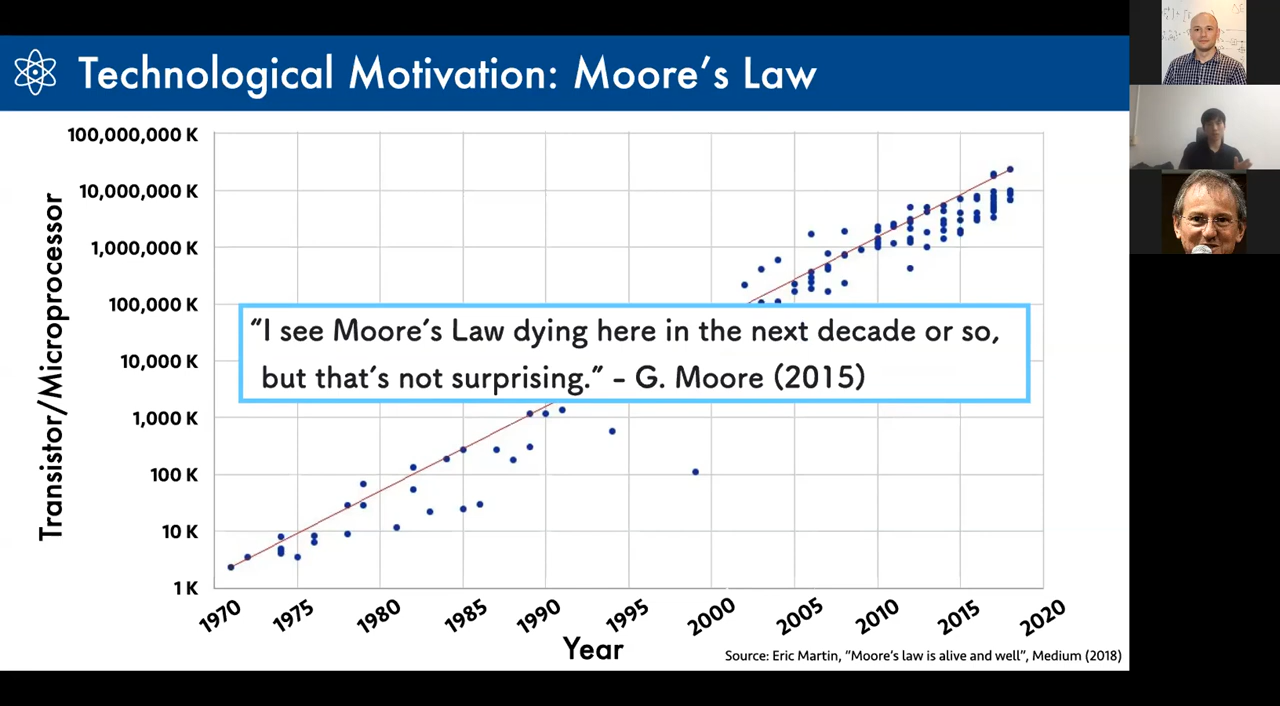 Technological Motivation: Moore's Law
Transistor/Microprocessor
100,000,000 K
10,000,000 K
1,000,000 K
100,000 K
10,000 K
1,000 K
100 K
10 K
1 K
“I see Moore's Law dying here in the next decade or so,
but that's not surprising.” – G. Moore (2015)
1970 1975 1980 1985 1990 1995 2000 2005 2010 2015 2020
Year
Source: Eric Martin, “Moore's law is alive and well”, Medium (2018)